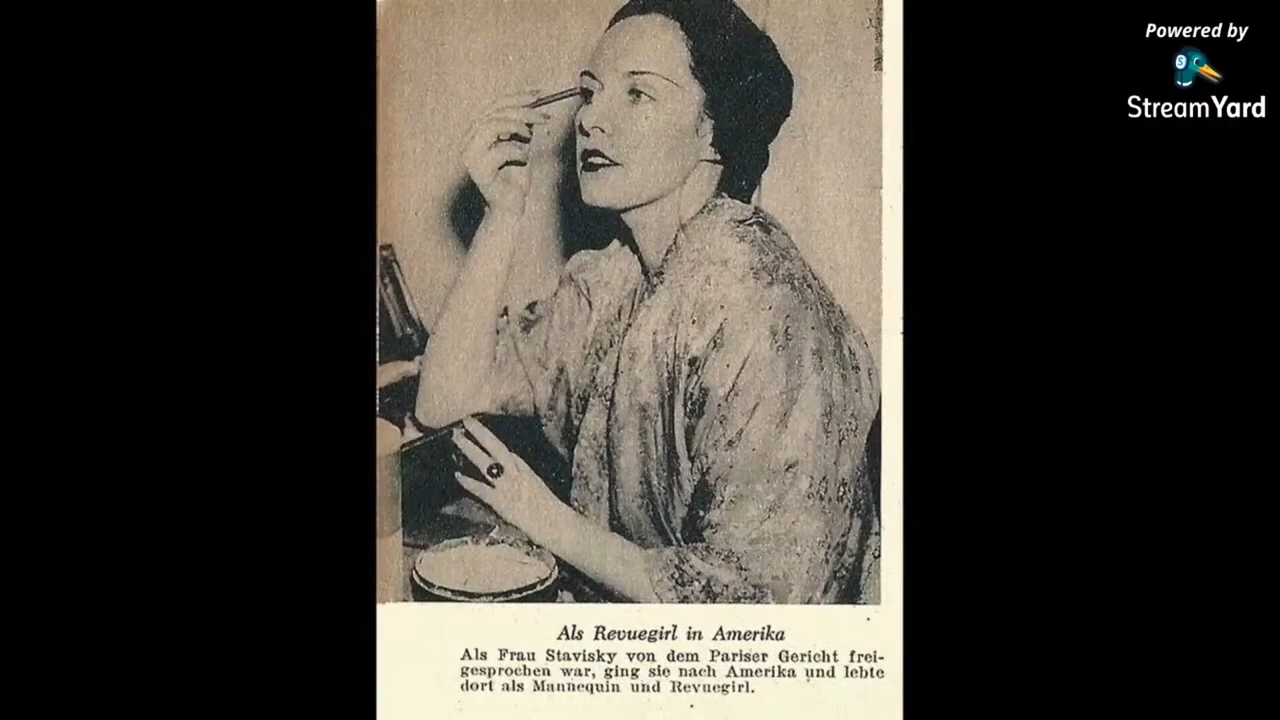 Powered by
StreamYard
Als Revuegirl in Amerika
Als Frau Stavisky von dem Pariser Gericht frei-
gesprochen war, ging sie nach Amerika und lebte
dort als Mannequin und Revuegirl.